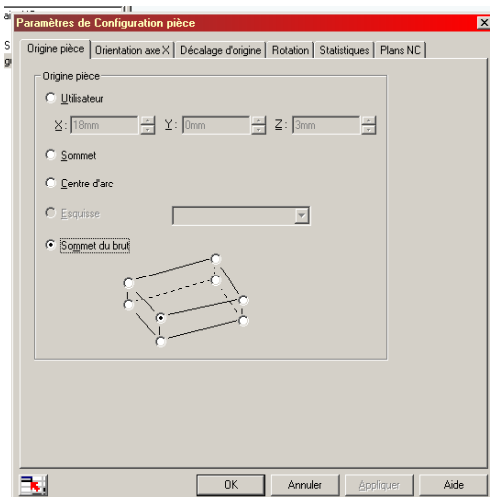 Paramètres de Configuration pièce
Origine pièce Orientation axe X Décalage d'origine Rotation Statistiques Plans NC
Origine pièce
Utilisateur
X: 18mm Y: 0mm Z: 3mm
Sommet
Centre d'arc
Esquisse
Sommet du brut
OK Annuler Appliquer Aide